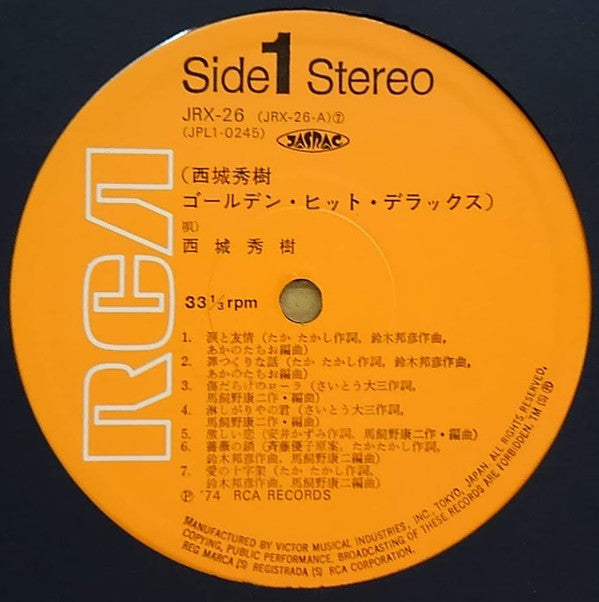 Side 1 Stereo
JRX-26 (JRX-26-A)Ⓣ
(JPL1-0245) JASRAC
(西城秀樹
ゴールデン・ヒット・デラックス)
唄)
西城秀樹
RCA
33⅓ rpm
1. 涙と友情 (たか たかし作詞, 鈴木邦彦作曲,
あかのたちお編曲)
2. 罪つくりな話 (たか たかし作詞, 鈴木邦彦作曲,
あかのたちお編曲)
3. 傷だらけのローラ (さいとう大三作詞,
馬飼野康二作・編曲)
4. 淋しがりやの君 (さいとう大三作詞,
馬飼野康二作・編曲)
5. 激しい恋 (安井かずみ作詞, 馬飼野康二作・編曲)
6. 薔薇の鎖 (斉藤優子原案, たかたかし作詞,
鈴木邦彦作曲, 馬飼野康二編曲)
7. 愛の十字架 (たか たかし作詞,
鈴木邦彦作曲, 馬飼野康二編曲)
Ⓟ '74 RCA RECORDS
MANUFACTURED BY VICTOR MUSICAL INDUSTRIES, INC., TOKYO, JAPAN. ALL RIGHTS RESERVED,
COPYING, PUBLIC PERFORMANCE, BROADCASTING OF THESE RECORDS ARE FORBIDDEN. TM (S) ®
REG MARCA (S) REGISTRADA (S) RCA CORPORATION.